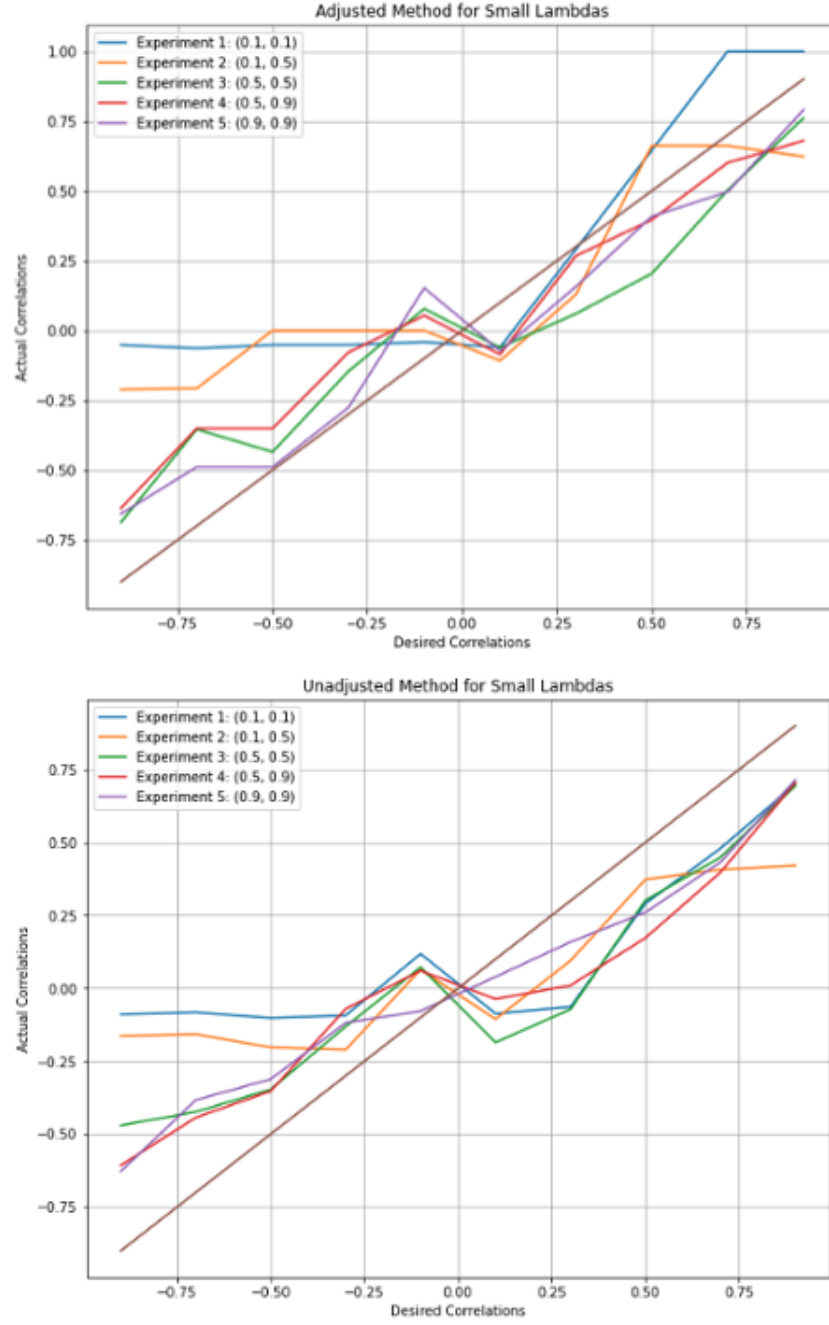 Adjusted Method for Small Lambdas
Experiment 1: (0.1, 0.1)
Experiment 2: (0.1, 0.5)
Experiment 3: (0.5, 0.5)
Experiment 4: (0.5, 0.9)
Experiment 5: (0.9, 0.9)
1.00
0.75
0.50
0.25
0.00
−0.25
−0.50
−0.75
Actual Correlations
−0.75 −0.50 −0.25 0.00 0.25 0.50 0.75
Desired Correlations
Unadjusted Method for Small Lambdas
Experiment 1: (0.1, 0.1)
Experiment 2: (0.1, 0.5)
Experiment 3: (0.5, 0.5)
Experiment 4: (0.5, 0.9)
Experiment 5: (0.9, 0.9)
0.75
0.50
0.25
0.00
−0.25
−0.50
−0.75
Actual Correlations
−0.75 −0.50 −0.25 0.00 0.25 0.50 0.75
Desired Correlations